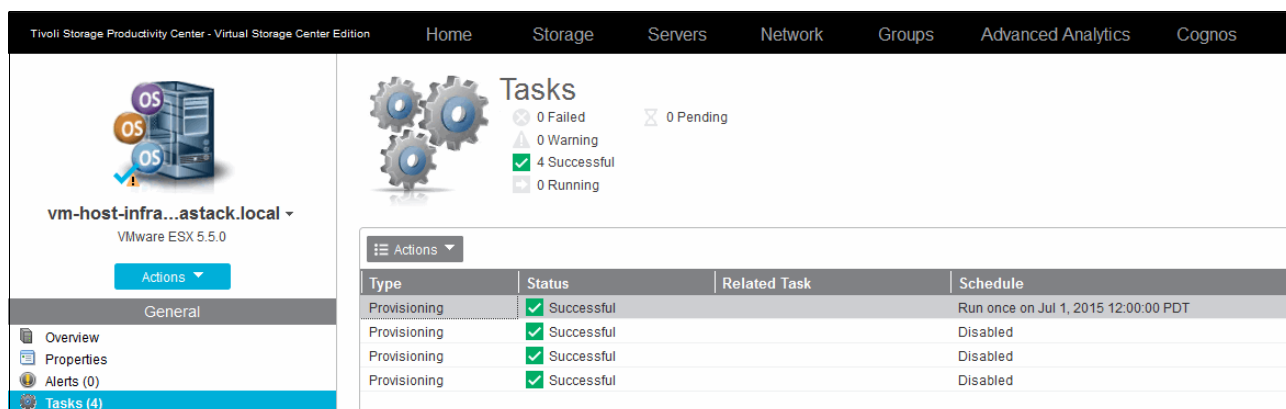 Tivoli Storage Productivity Center - Virtual Storage Center Edition Home Storage Servers Network Groups Advanced Analytics Cognos
OS
OS
OS
vm-host-infra...astack.local
VMware ESX 5.5.0
Actions
General
Overview
Properties
Alerts (0)
Tasks (4)
Tasks
0 Failed 0 Pending
0 Warning
4 Successful
0 Running
Actions
Type Status Related Task Schedule
Provisioning Successful Run once on Jul 1, 2015 12:00:00 PDT
Provisioning Successful Disabled
Provisioning Successful Disabled
Provisioning Successful Disabled